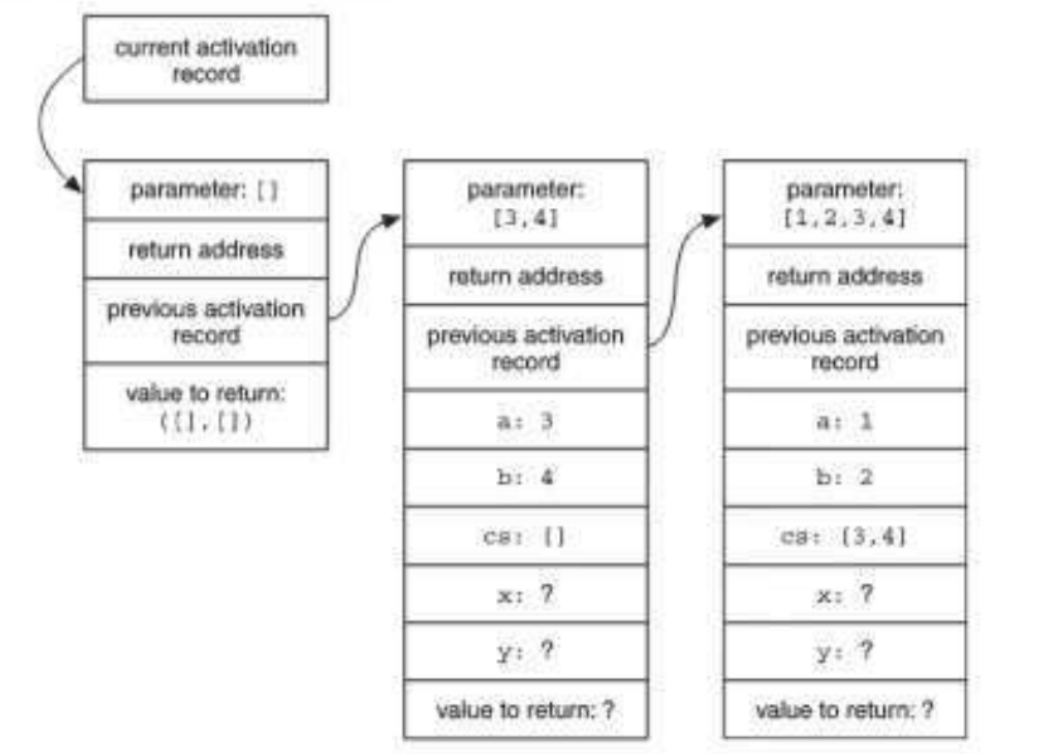 current activation
record
parameter: []
return address
previous activation
record
value to return:
([],[])
parameter:
[3,4]
return address
previous activation
record
a: 3
b: 4
cs: []
x: ?
y: ?
value to return: ?
parameter:
[1,2,3,4]
return address
previous activation
record
a: 1
b: 2
cs: [3,4]
x: ?
y: ?
value to return: ?